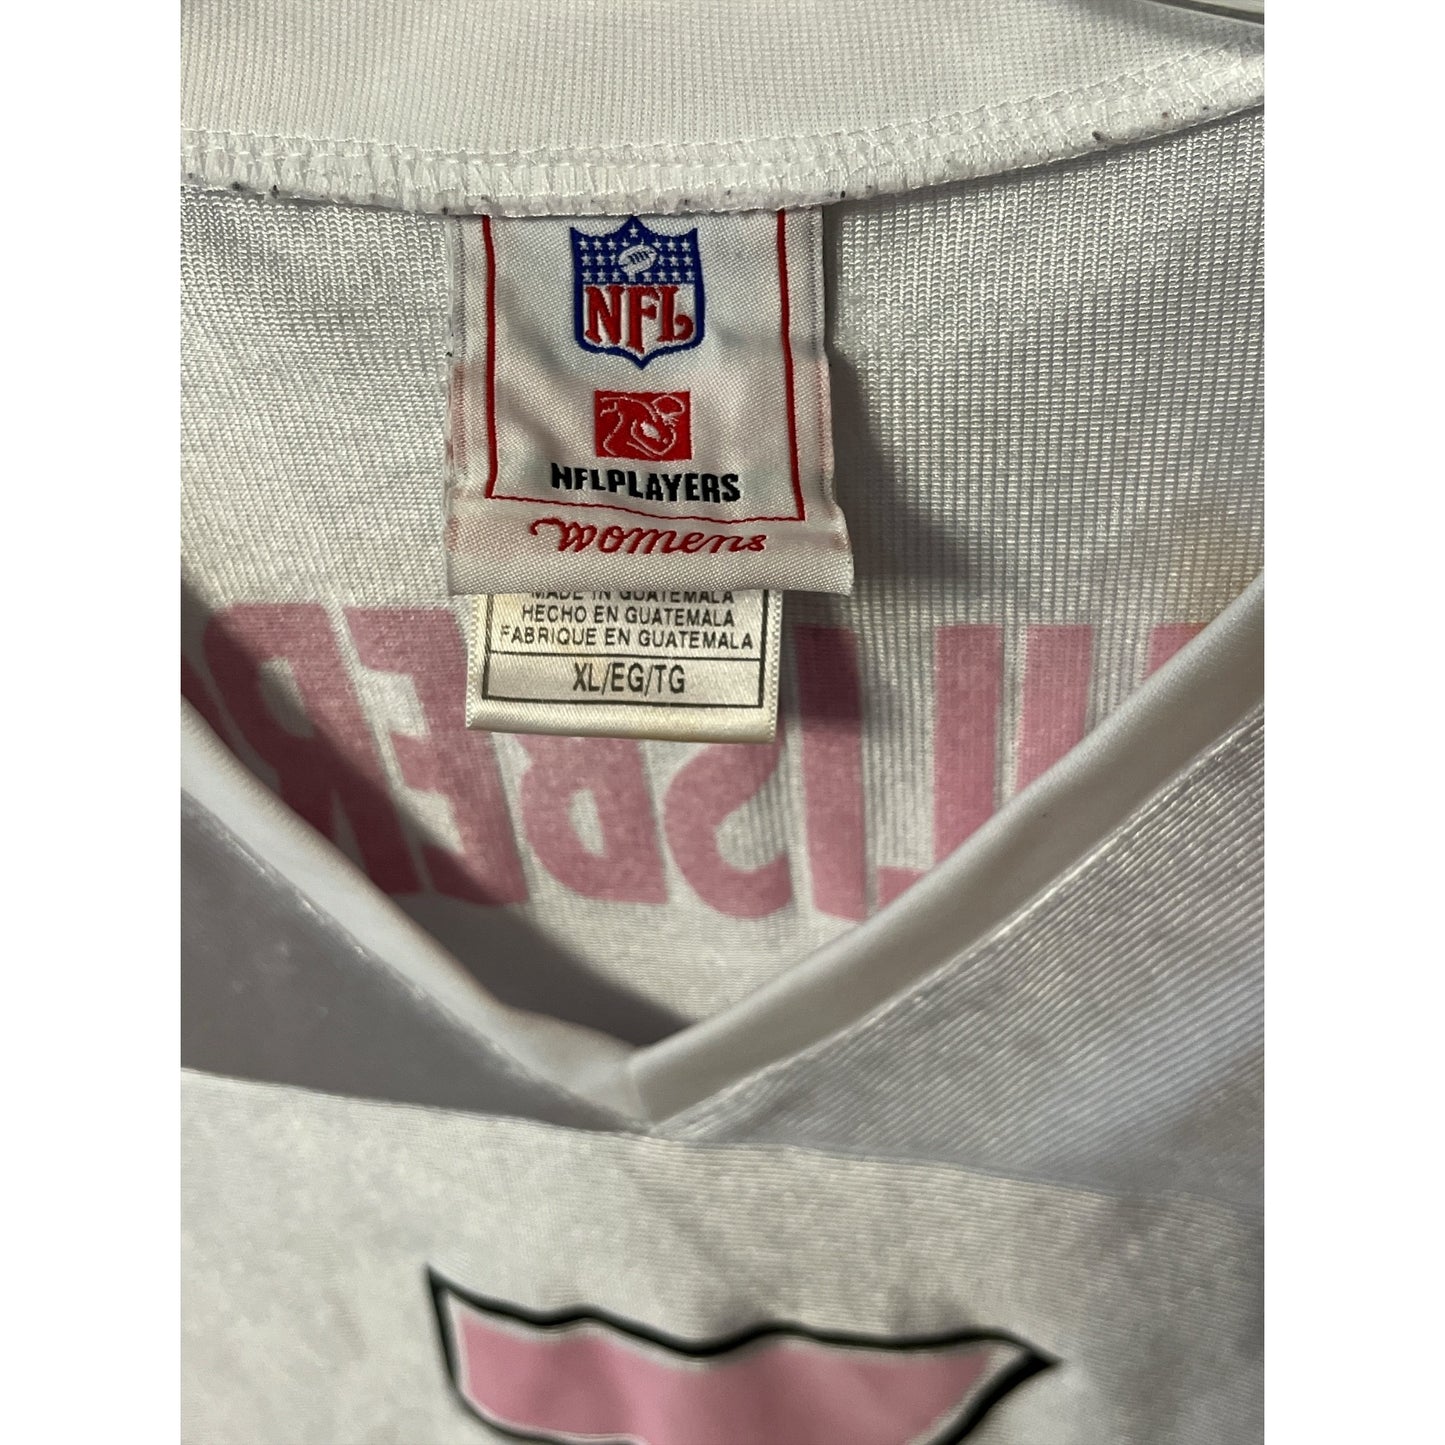 NFL
NFLPLAYERS
Womens
MADE IN GUATEMALA
HECHO EN GUATEMALA
FABRIQUE EN GUATEMALA
XL/EG/TG